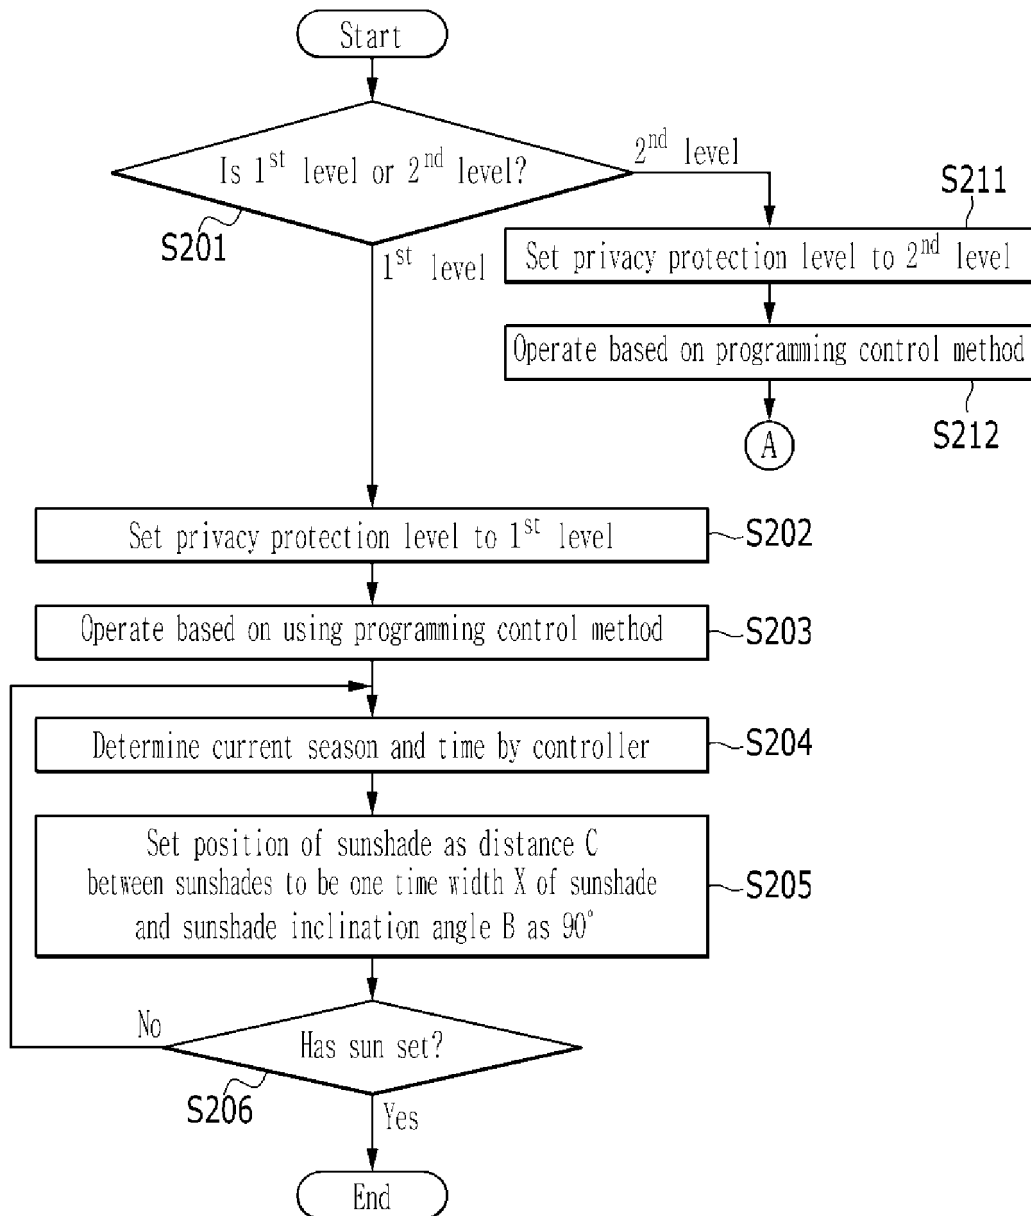 Start
Is 1st level or 2nd level?
S201
2nd level
1st level
S211
Set privacy protection level to 2nd level
Operate based on programming control method
S212
A
Set privacy protection level to 1st level
S202
Operate based on using programming control method
S203
Determine current season and time by controller
S204
Set position of sunshade as distance C
between sunshades to be one time width X of sunshade
and sunshade inclination angle B as 90°
S205
No
Has sun set?
S206
Yes
End